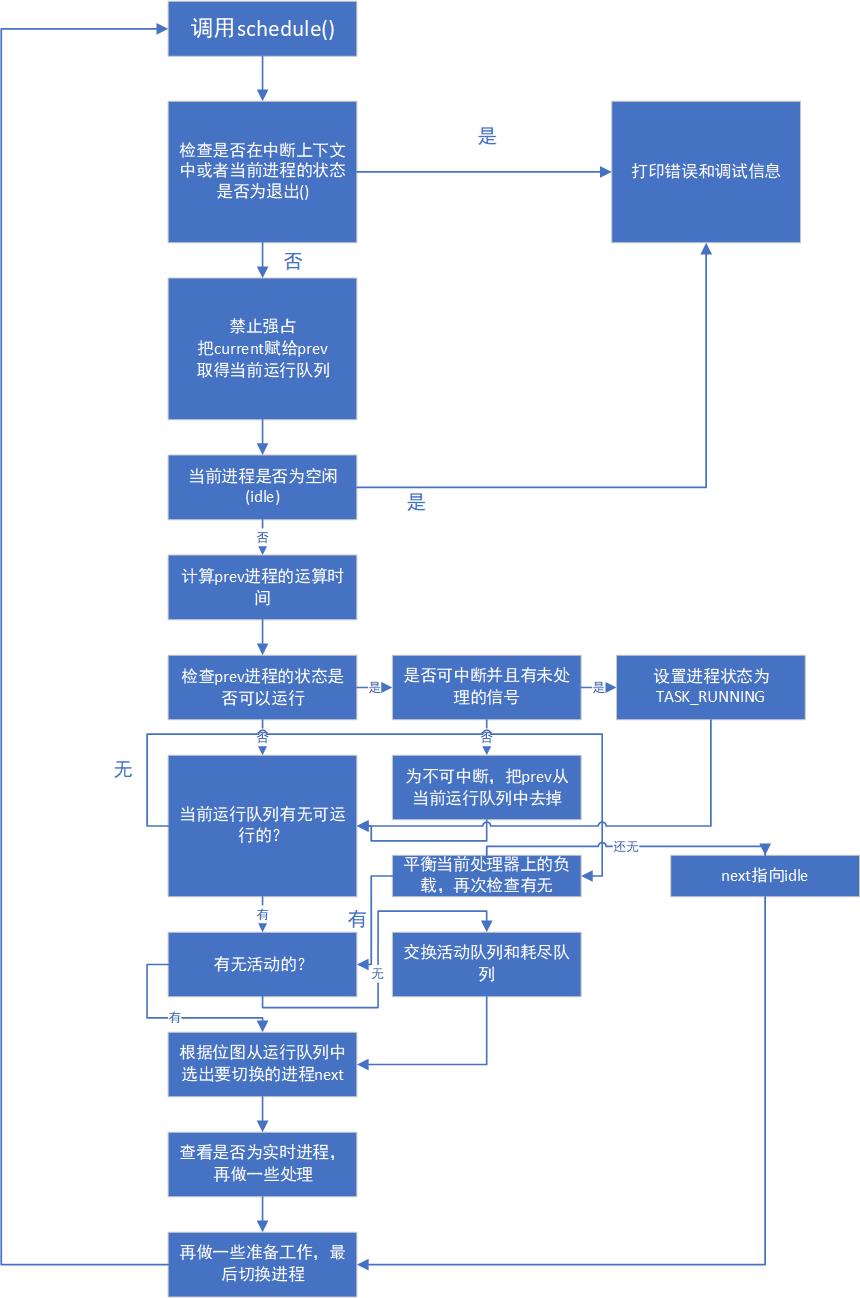 调用schedule()
检查是否在中断上下文
中或者当前进程的状态
是否为退出()
是
打印错误和调试信息
否
禁止强占
把current赋给prev
取得当前运行队列
当前进程是否为空闲
(idle)
是
否
计算prev进程的运算时
间
检查prev进程的状态是
否可以运行
是
是否可中断并且有未处
理的信号
是
设置进程状态为
TASK_RUNNING
否
否
无
当前运行队列有无可运
行的?
为不可中断，把prev从
当前运行队列中去掉
还无
平衡当前处理器上的负
载，再次检查有无
next指向idle
有
有
有无活动的?
无
交换活动队列和耗尽队
列
有
根据位图从运行队列中
选出要切换的进程next
查看是否为实时进程，
再做一些处理
再做一些准备工作，最
后切换进程